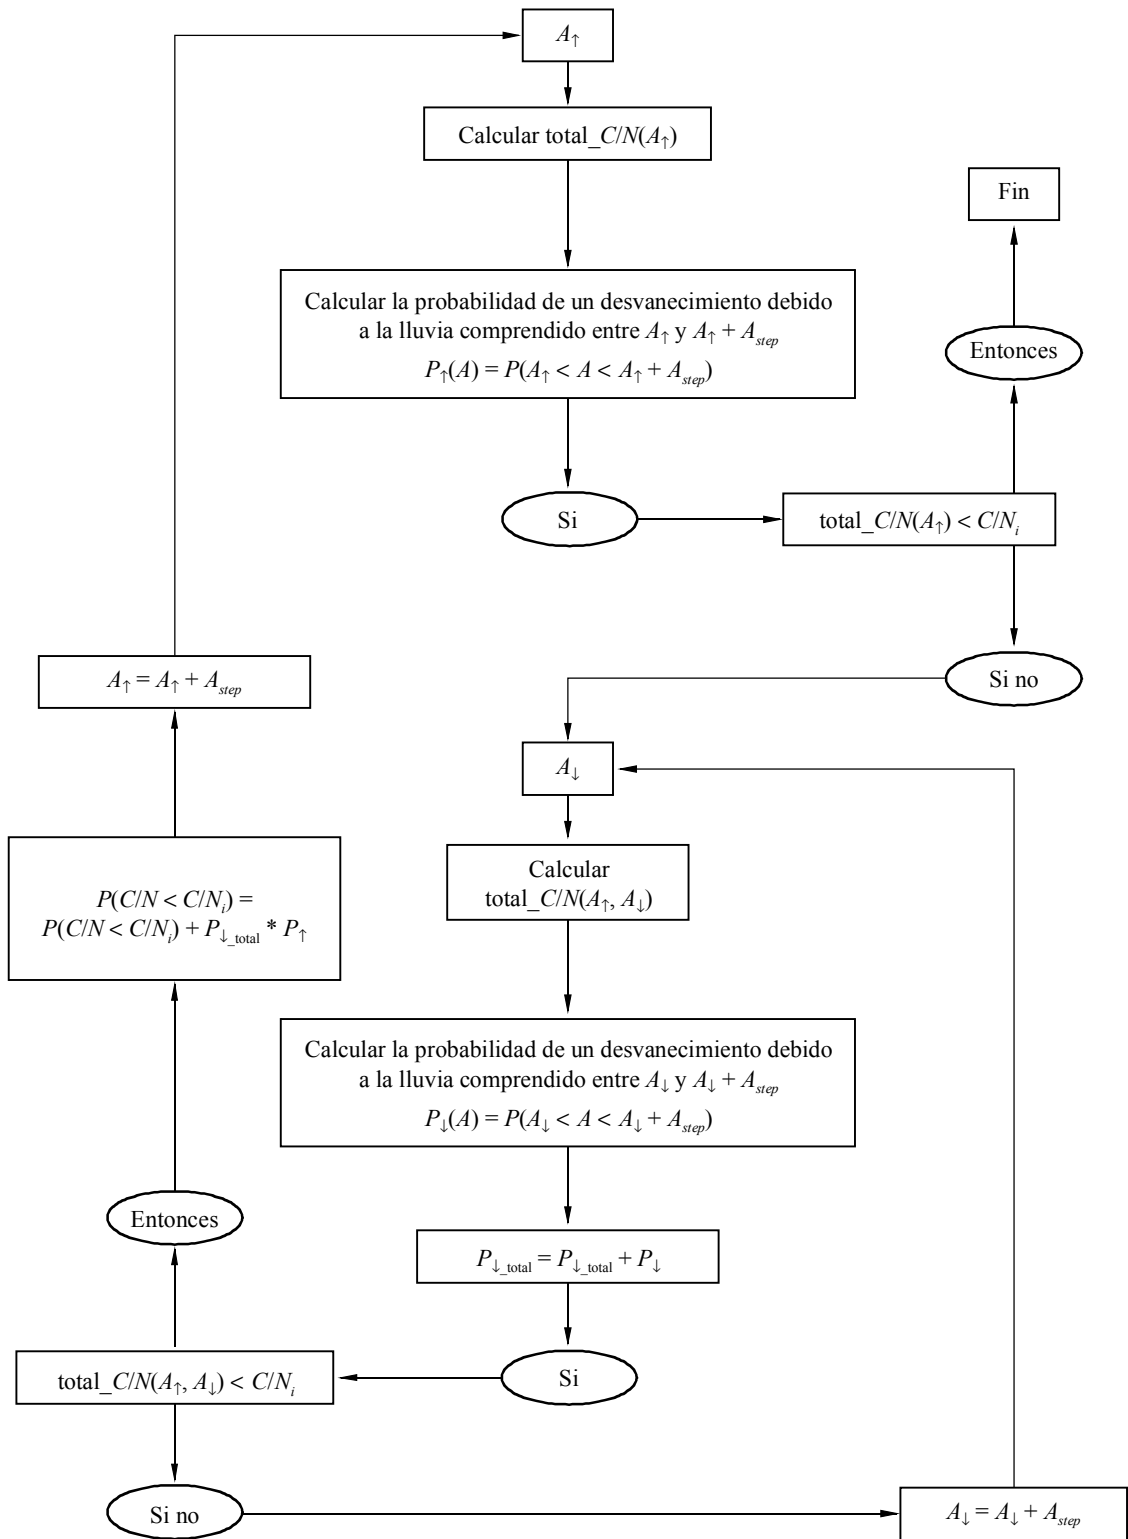 A↑
Calcular total_C/N(A↑)
Fin
Calcular la probabilidad de un desvanecimiento debido
a la lluvia comprendido entre A↑ y A↑ + Astep
P↑(A) = P(A↑ < A < A↑ + Astep)
Entonces
Si
total_C/N(A↑) < C/Ni
A↑ = A↑ + Astep
Si no
A↓
Calcular
total_C/N(A↑, A↓)
P(C/N < C/Ni) =
P(C/N < C/Ni) + P↓_total * P↑
Calcular la probabilidad de un desvanecimiento debido
a la lluvia comprendido entre A↓ y A↓ + Astep
P↓(A) = P(A↓ < A < A↓ + Astep)
Entonces
P↓_total = P↓_total + P↓
total_C/N(A↑, A↓) < C/Ni
Si
Si no
A↓ = A↓ + Astep